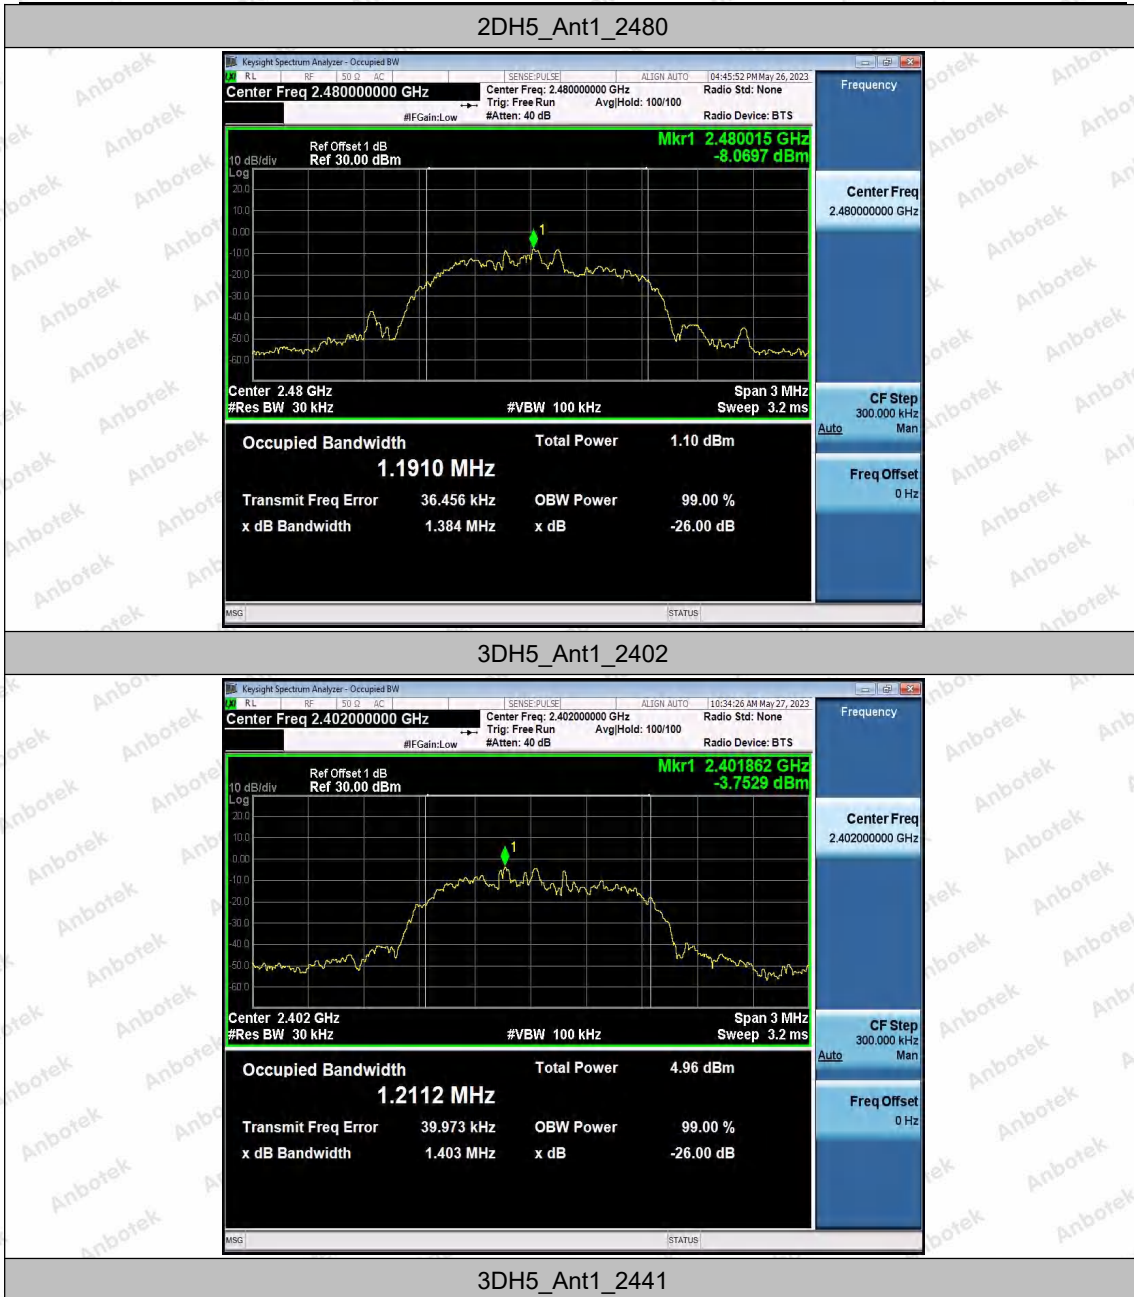 2DH5_Ant1_2480
Keysight Spectrum Analyzer - Occupied BW
RL RF 50 Ω AC SENSE:PULSE ALIGN AUTO 04:45:52 PM May 26, 2023
Center Freq 2.480000000 GHz Center Freq: 2.480000000 GHz Radio Std: None
Trig: Free Run Avg|Hold: 100/100
#IFGain:Low #Atten: 40 dB Radio Device: BTS
Frequency
Mkr1 2.480015 GHz
-8.0697 dBm
Ref Offset 1 dB
10 dB/div Ref 30.00 dBm
Log
20.0
10.0
0.00
-10.0
-20.0
-30.0
-40.0
-50.0
-60.0
1
Center 2.48 GHz Span 3 MHz
#Res BW 30 kHz #VBW 100 kHz Sweep 3.2 ms
Center Freq
2.480000000 GHz
CF Step
300.000 kHz
Auto Man
Freq Offset
0 Hz
Occupied Bandwidth Total Power 1.10 dBm
1.1910 MHz
Transmit Freq Error 36.456 kHz OBW Power 99.00 %
x dB Bandwidth 1.384 MHz x dB -26.00 dB
MSG STATUS
3DH5_Ant1_2402
Keysight Spectrum Analyzer - Occupied BW
RL RF 50 Ω AC SENSE:PULSE ALIGN AUTO 10:34:26 AM May 27, 2023
Center Freq 2.402000000 GHz Center Freq: 2.402000000 GHz Radio Std: None
Trig: Free Run Avg|Hold: 100/100
#IFGain:Low #Atten: 40 dB Radio Device: BTS
Frequency
Mkr1 2.401862 GHz
-3.7529 dBm
Ref Offset 1 dB
10 dB/div Ref 30.00 dBm
Log
20.0
10.0
0.00
-10.0
-20.0
-30.0
-40.0
-50.0
-60.0
1
Center 2.402 GHz Span 3 MHz
#Res BW 30 kHz #VBW 100 kHz Sweep 3.2 ms
Center Freq
2.402000000 GHz
CF Step
300.000 kHz
Auto Man
Freq Offset
0 Hz
Occupied Bandwidth Total Power 4.96 dBm
1.2112 MHz
Transmit Freq Error 39.973 kHz OBW Power 99.00 %
x dB Bandwidth 1.403 MHz x dB -26.00 dB
MSG STATUS
3DH5_Ant1_2441